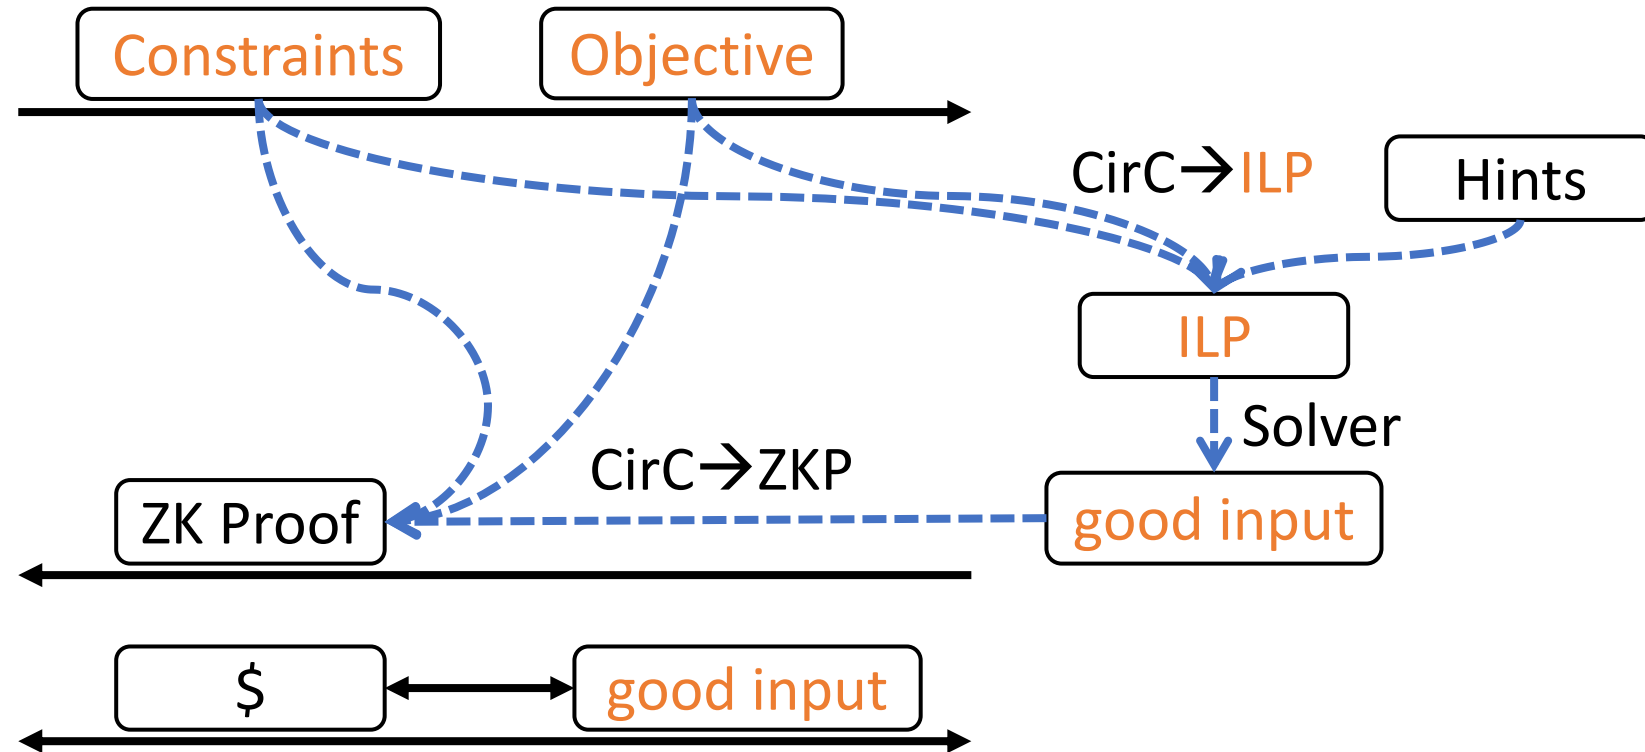 Constraints
Objective
CirC→ILP
Hints
ILP
Solver
CirC→ZKP
ZK Proof
good input
$
good input